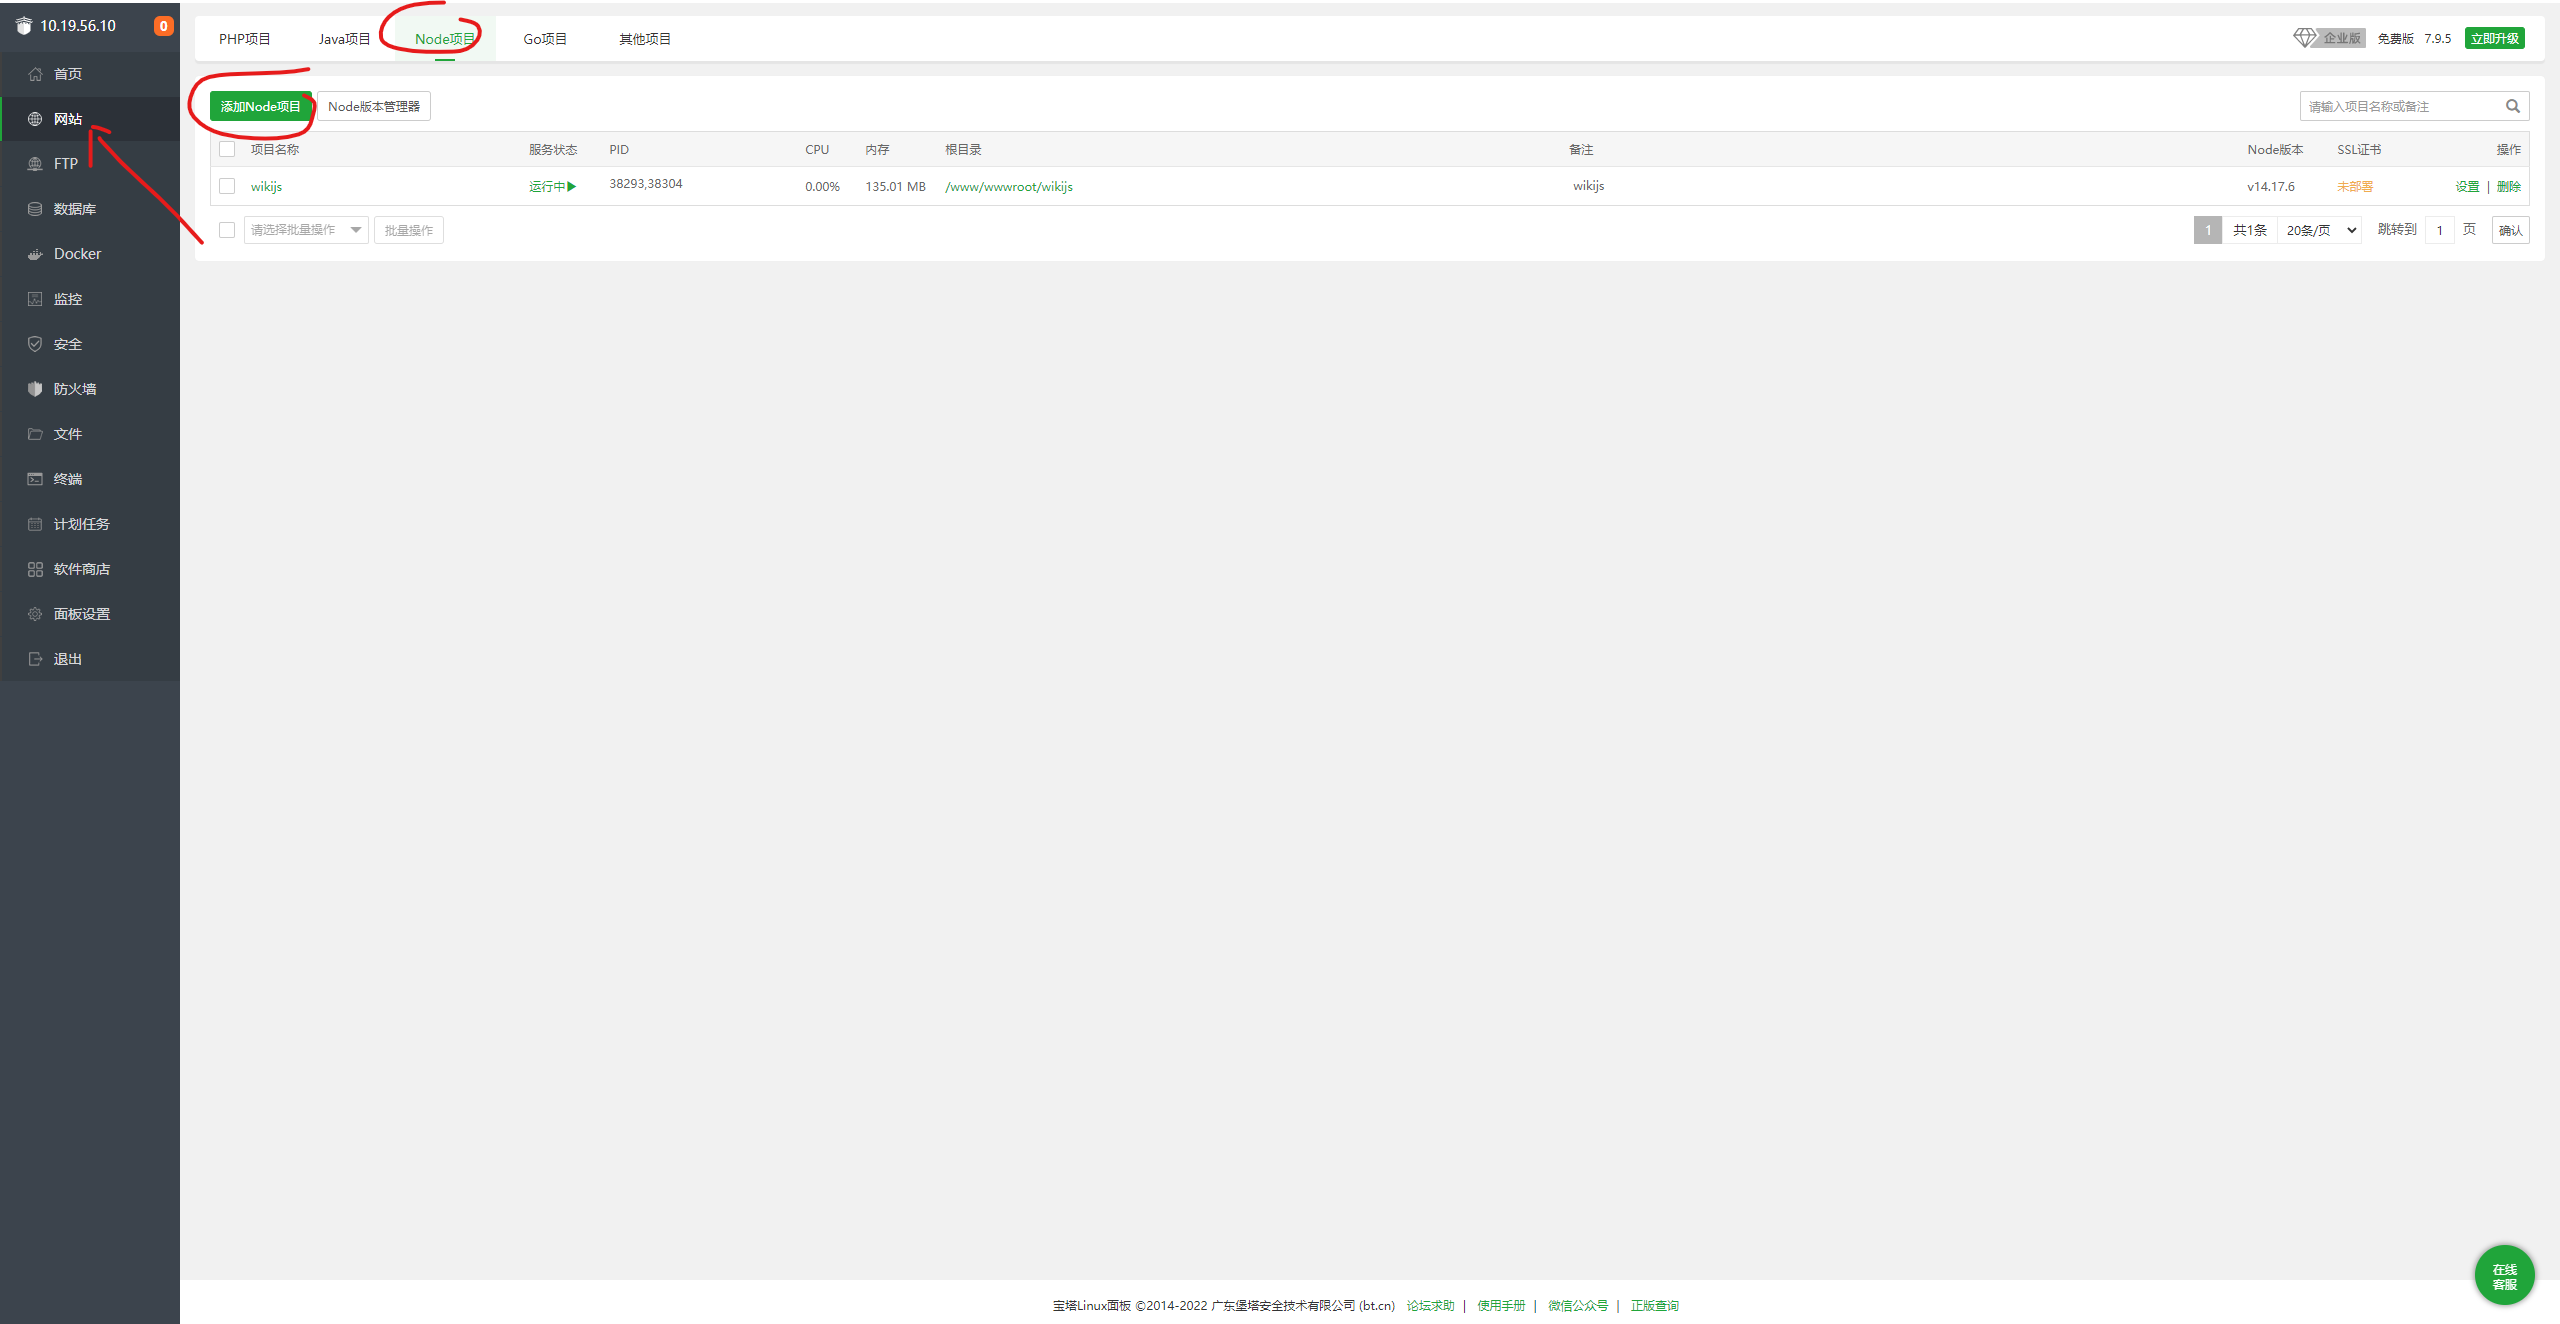 10.19.56.10 0
首页
网站
FTP
数据库
Docker
监控
安全
防火墙
文件
终端
计划任务
软件商店
面板设置
退出
PHP项目 Java项目 Node项目 Go项目 其他项目 企业版 免费版 7.9.5 立即升级
添加Node项目 Node版本管理器 请输入项目名称或备注
项目名称 服务状态 PID CPU 内存 根目录 备注 Node版本 SSL证书 操作
wikijs 运行中 38293,38304 0.00% 135.01 MB /www/wwwroot/wikijs wikijs v14.17.6 未部署 设置 | 删除
请选择批量操作 批量操作 1 共1条 20条/页 跳转到 1 页 确认
在线
客服
宝塔Linux面板 ©2014-2022 广东堡塔安全技术有限公司 (bt.cn) 论坛求助 | 使用手册 | 微信公众号 | 正版查询